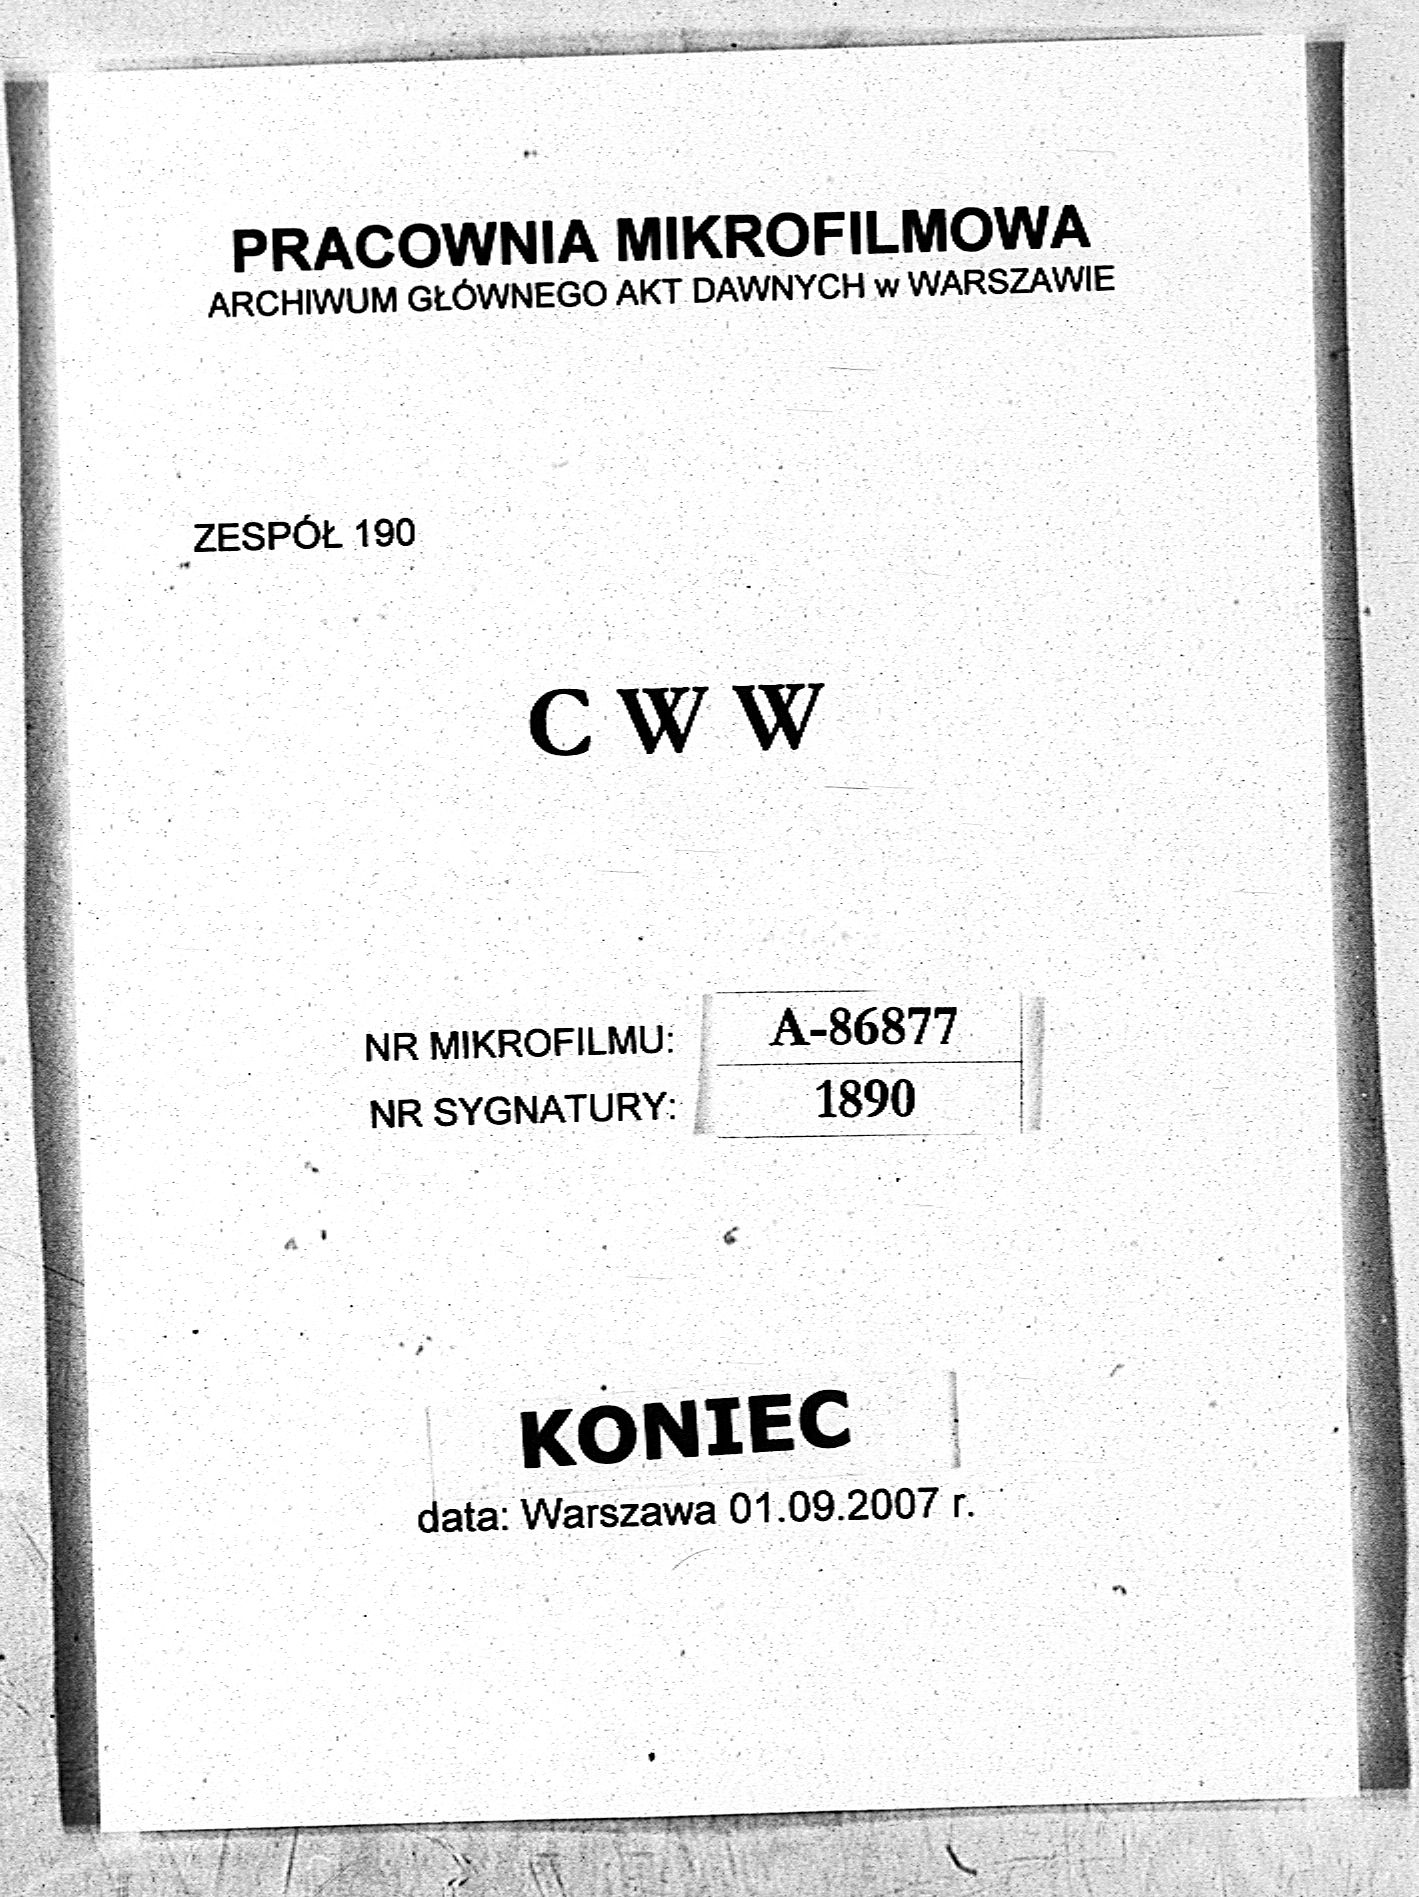 PRACOWNIA MIKROFILMOWA
ARCHIWUM GŁÓWNEGO AKT DAWNYCH w WARSZAWIE
ZESPÓŁ 190
C W W
NR MIKROFILMU: A-86877
NR SYGNATURY: 1890
KONIEC
data: Warszawa 01.09.2007 r.